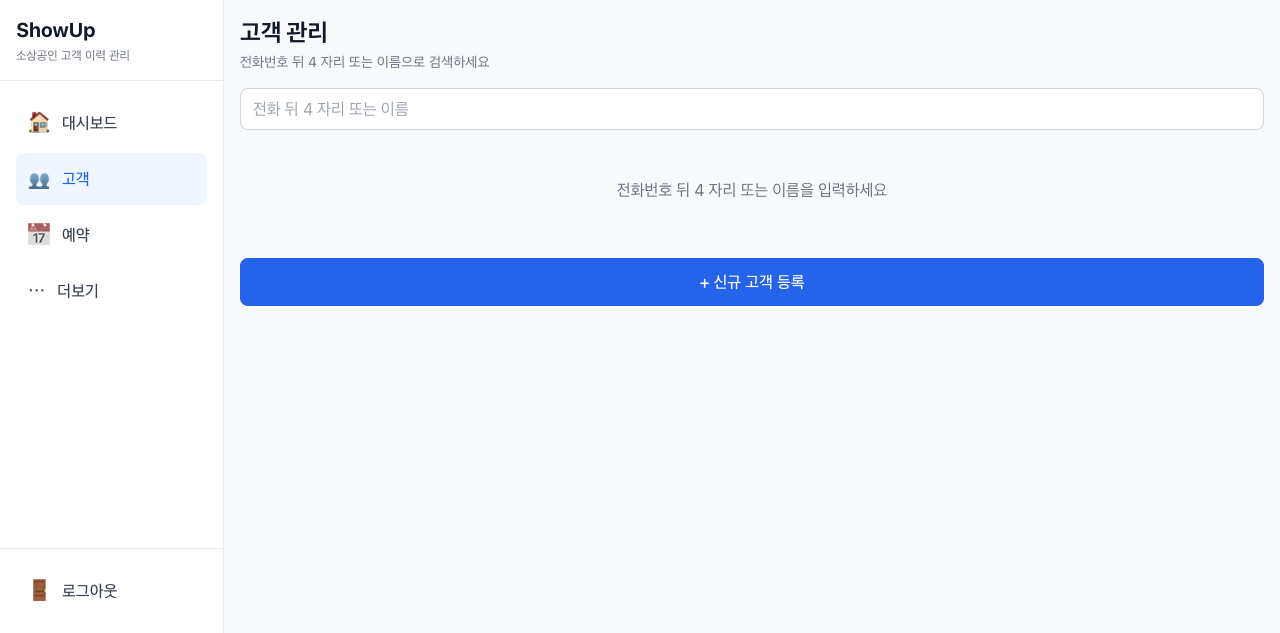 ShowUp
소상공인 고객 이력 관리
대시보드
고객
17
예약
더보기
로그아웃
고객 관리
전화번호 뒤 4 자리 또는 이름으로 검색하세요
전화 뒤 4 자리 또는 이름
전화번호 뒤 4 자리 또는 이름을 입력하세요
+ 신규 고객 등록